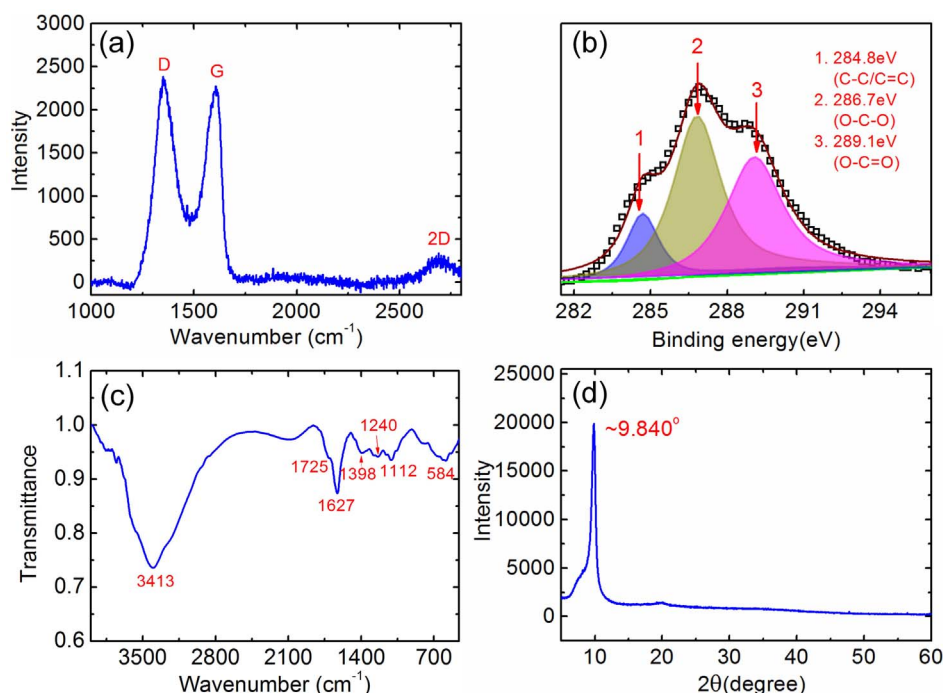 (a)
D
G
2D
3000
2500
2000
1500
1000
500
0
Intensity
1000
1500
2000
2500
Wavenumber (cm⁻¹)
(b)
1
2
3
1. 284.8eV
(C-C/C=C)
2. 286.7eV
(O-C-O)
3. 289.1eV
(O-C=O)
282
285
288
291
294
Binding energy(eV)
(c)
1.1
1.0
0.9
0.8
0.7
0.6
Transmittance
3413
1725
1627
1398
1240
1112
584
3500
2800
2100
1400
700
Wavenumber (cm⁻¹)
(d)
~9.840°
25000
20000
15000
10000
5000
0
Intensity
10
20
30
40
50
60
2θ(degree)